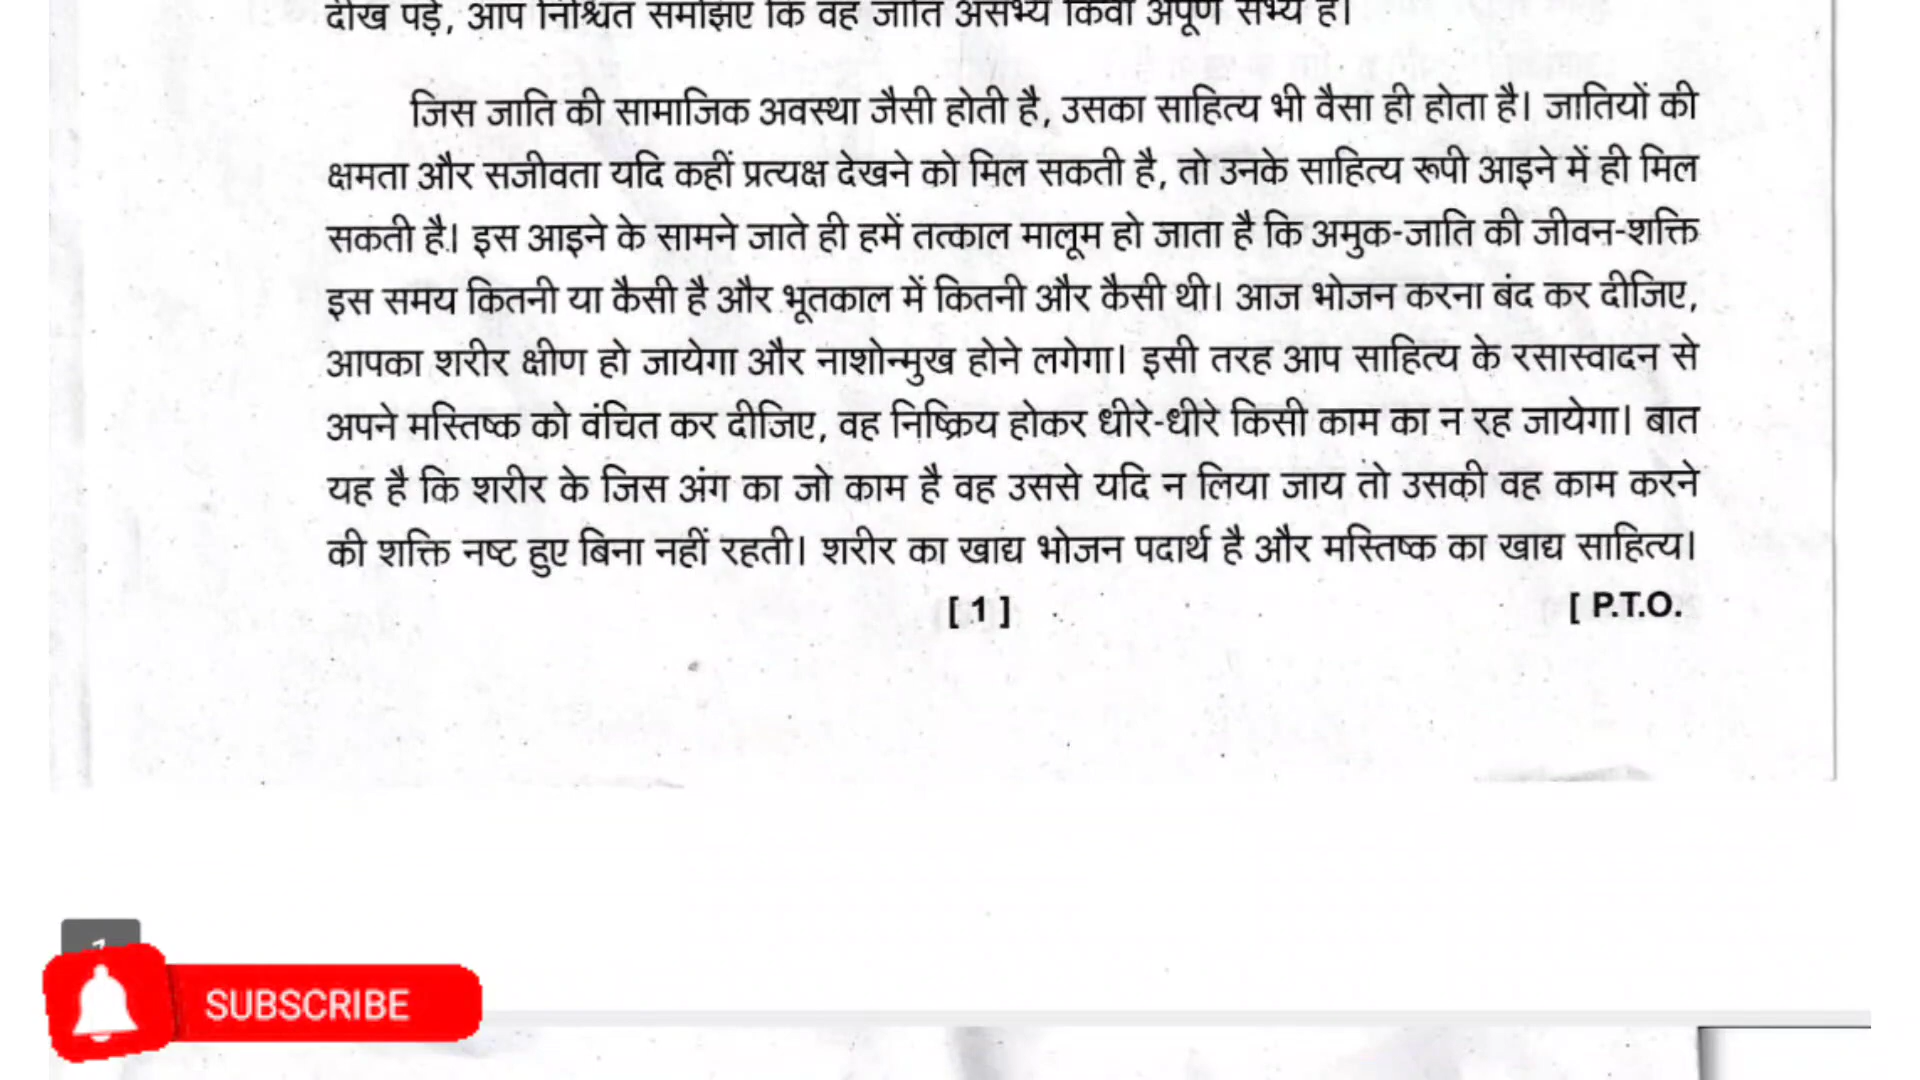 दीख पड़े, आप निश्चित समझिए कि वह जाति असभ्य किंवा अपूर्ण सभ्य है।
जिस जाति की सामाजिक अवस्था जैसी होती है, उसका साहित्य भी वैसा ही होता है। जातियों की
क्षमता और सजीवता यदि कहीं प्रत्यक्ष देखने को मिल सकती है, तो उनके साहित्य रूपी आइने में ही मिल
सकती है। इस आइने के सामने जाते ही हमें तत्काल मालूम हो जाता है कि अमुक-जाति की जीवन-शक्ति
इस समय कितनी या कैसी है और भूतकाल में कितनी और कैसी थी। आज भोजन करना बंद कर दीजिए,
आपका शरीर क्षीण हो जायेगा और नाशोन्मुख होने लगेगा। इसी तरह आप साहित्य के रसास्वादन से
अपने मस्तिष्क को वंचित कर दीजिए, वह निष्क्रिय होकर धीरे-धीरे किसी काम का न रह जायेगा। बात
यह है कि शरीर के जिस अंग का जो काम है वह उससे यदि न लिया जाय तो उसकी वह काम करने
की शक्ति नष्ट हुए बिना नहीं रहती। शरीर का खाद्य भोजन पदार्थ है और मस्तिष्क का खाद्य साहित्य।
[ 1 ] [ P.T.O.
SUBSCRIBE